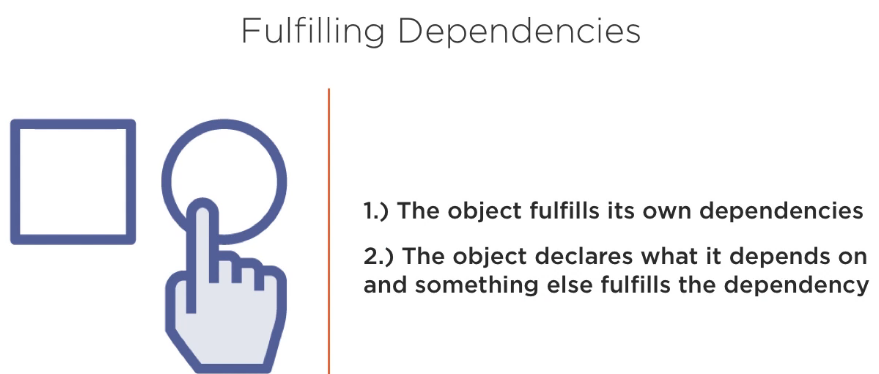 Fulfilling Dependencies
1.) The object fulfills its own dependencies
2.) The object declares what it depends on
and something else fulfills the dependency